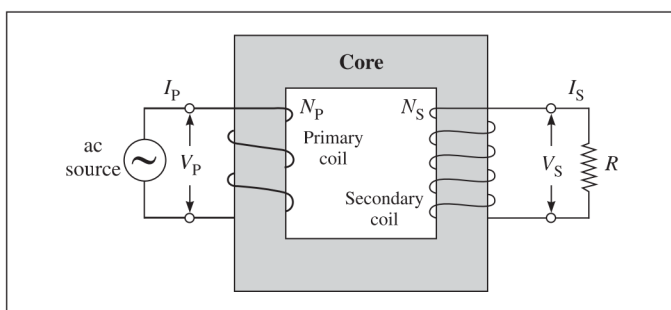 Core
I_P
N_P
N_S
I_S
Primary
coil
ac
source
V_P
V_S
R
Secondary
coil